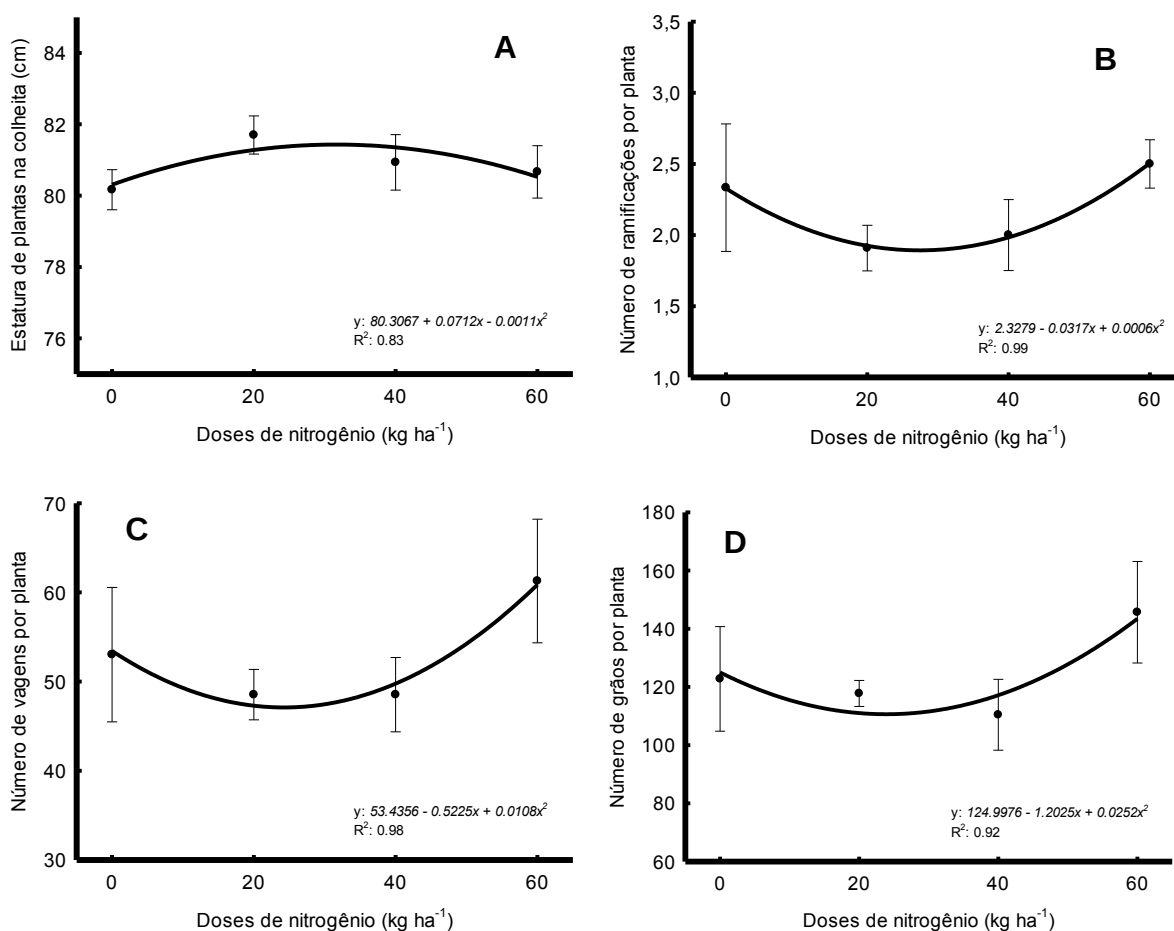 A
Estatura de plantas na colheita (cm)
84
82
80
78
76
y: 80.3067 + 0.0712x - 0.0011x²
R²: 0.83
0 20 40 60
Doses de nitrogênio (kg ha⁻¹)
B
Número de ramificações por planta
3,5
3,0
2,5
2,0
1,5
1,0
y: 2.3279 - 0.0317x + 0.0006x²
R²: 0.99
0 20 40 60
Doses de nitrogênio (kg ha⁻¹)
C
Número de vagens por planta
70
60
50
40
30
y: 53.4356 - 0.5225x + 0.0108x²
R²: 0.98
0 20 40 60
Doses de nitrogênio (kg ha⁻¹)
D
Número de grãos por planta
180
160
140
120
100
80
60
y: 124.9976 - 1.2025x + 0.0252x²
R²: 0.92
0 20 40 60
Doses de nitrogênio (kg ha⁻¹)